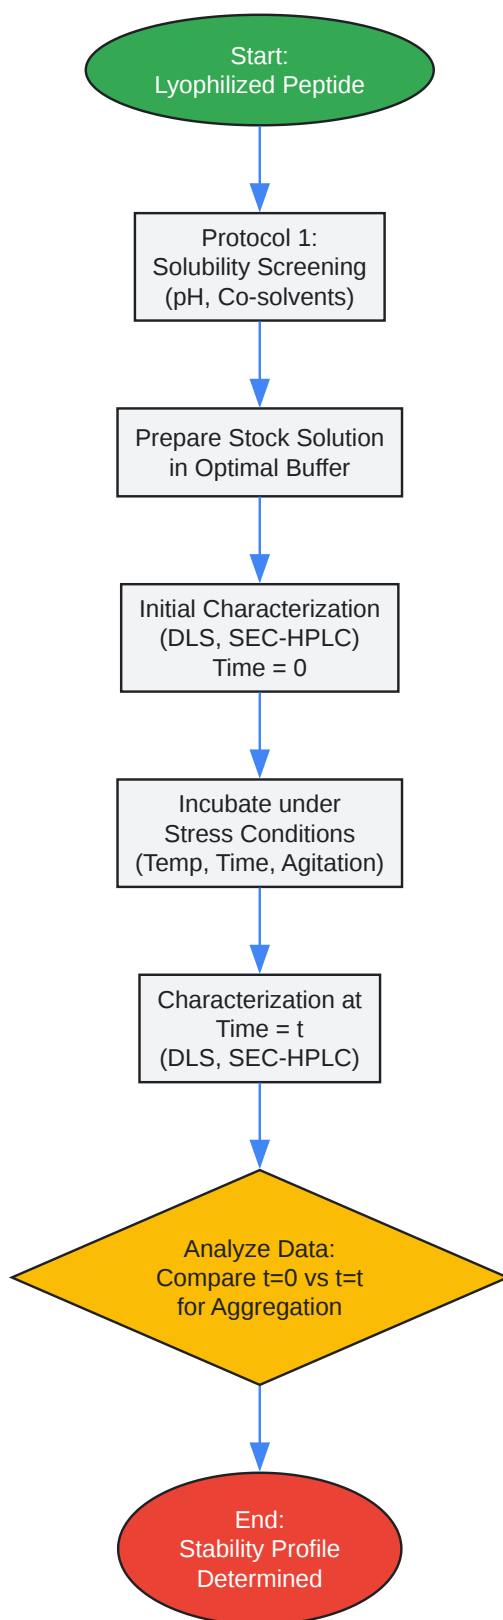 Start:
Lyophilized Peptide
Protocol 1:
Solubility Screening
(pH, Co-solvents)
Prepare Stock Solution
in Optimal Buffer
Initial Characterization
(DLS, SEC-HPLC)
Time = 0
Incubate under
Stress Conditions
(Temp, Time, Agitation)
Characterization at
Time = t
(DLS, SEC-HPLC)
Analyze Data:
Compare t=0 vs t=t
for Aggregation
End:
Stability Profile
Determined